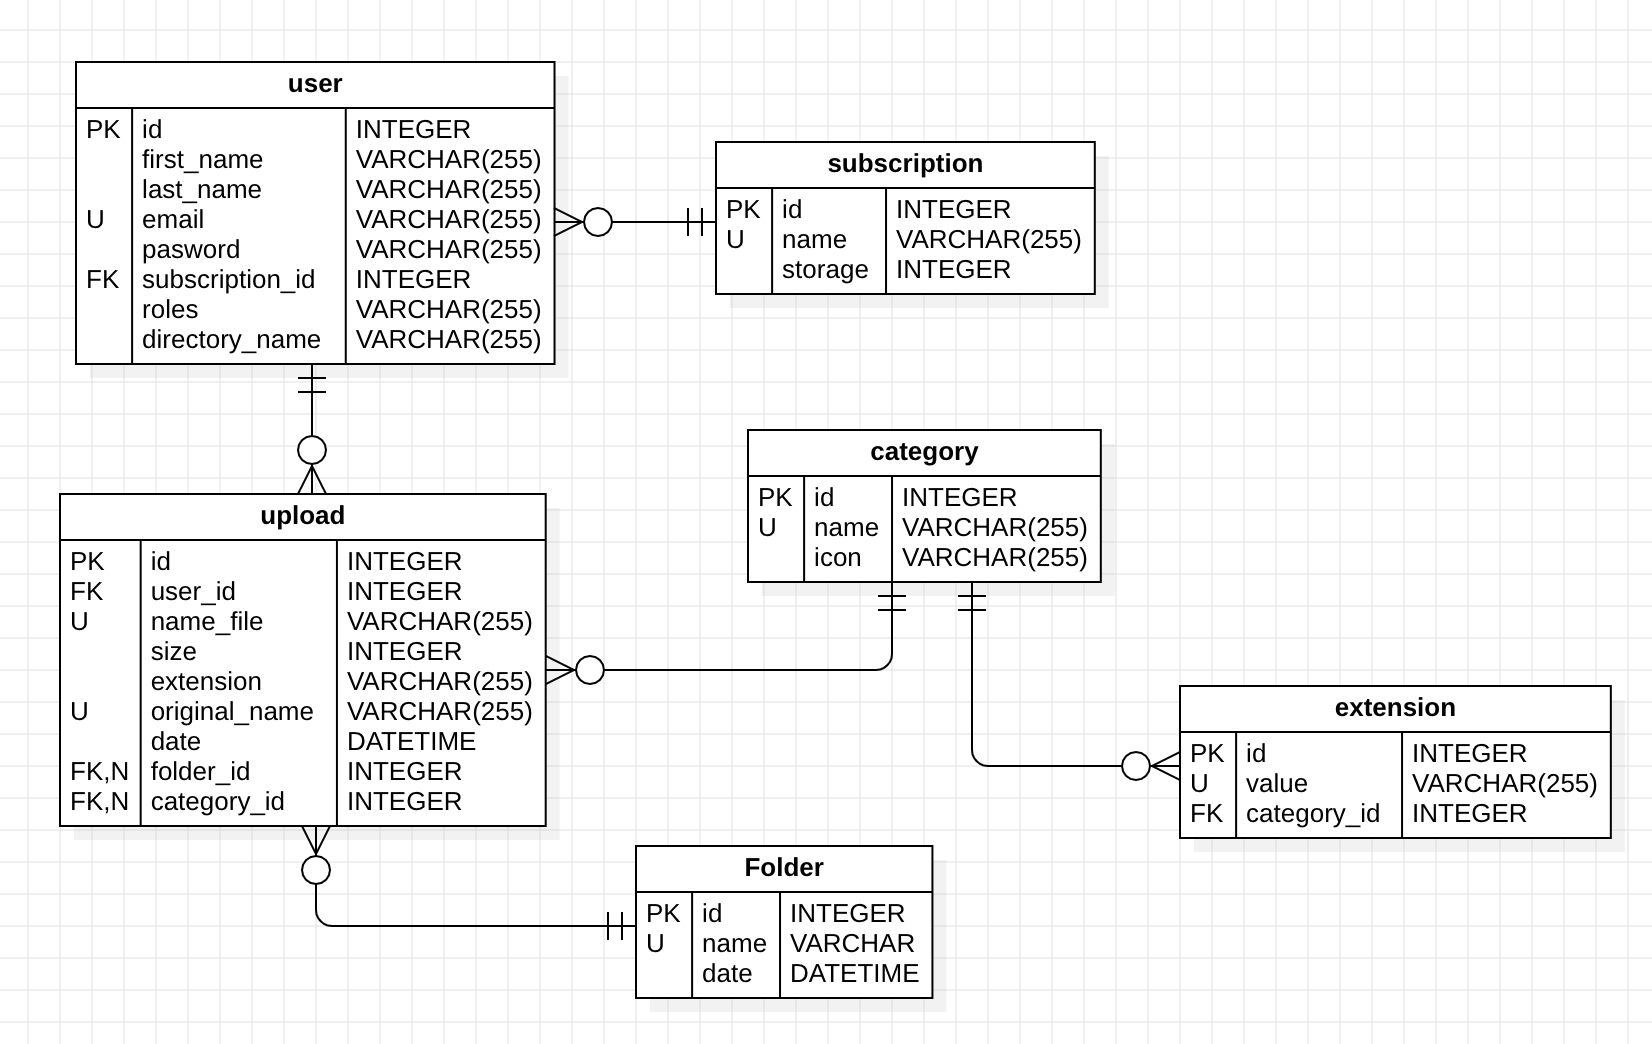 user
PK id INTEGER
first_name VARCHAR(255)
last_name VARCHAR(255)
U email VARCHAR(255)
pasword VARCHAR(255)
FK subscription_id INTEGER
roles VARCHAR(255)
directory_name VARCHAR(255)
subscription
PK id INTEGER
U name VARCHAR(255)
storage INTEGER
category
PK id INTEGER
U name VARCHAR(255)
icon VARCHAR(255)
upload
PK id INTEGER
FK user_id INTEGER
U name_file VARCHAR(255)
size INTEGER
extension VARCHAR(255)
U original_name VARCHAR(255)
date DATETIME
FK,N folder_id INTEGER
FK,N category_id INTEGER
extension
PK id INTEGER
U value VARCHAR(255)
FK category_id INTEGER
Folder
PK id INTEGER
U name VARCHAR
date DATETIME